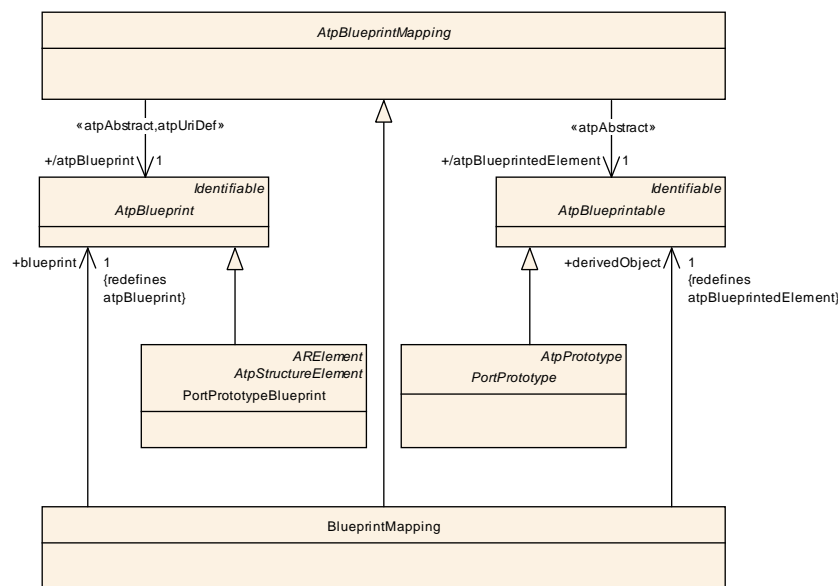 AtpBlueprintMapping
«atpAbstract,atpUriDef»
«atpAbstract»
+/atpBlueprint 1
+/atpBlueprintedElement 1
Identifiable
AtpBlueprint
Identifiable
AtpBlueprintable
+blueprint 1
{redefines
atpBlueprint}
+derivedObject 1
{redefines
atpBlueprintedElement}
ARElement
AtpStructureElement
PortPrototypeBlueprint
AtpPrototype
PortPrototype
BlueprintMapping